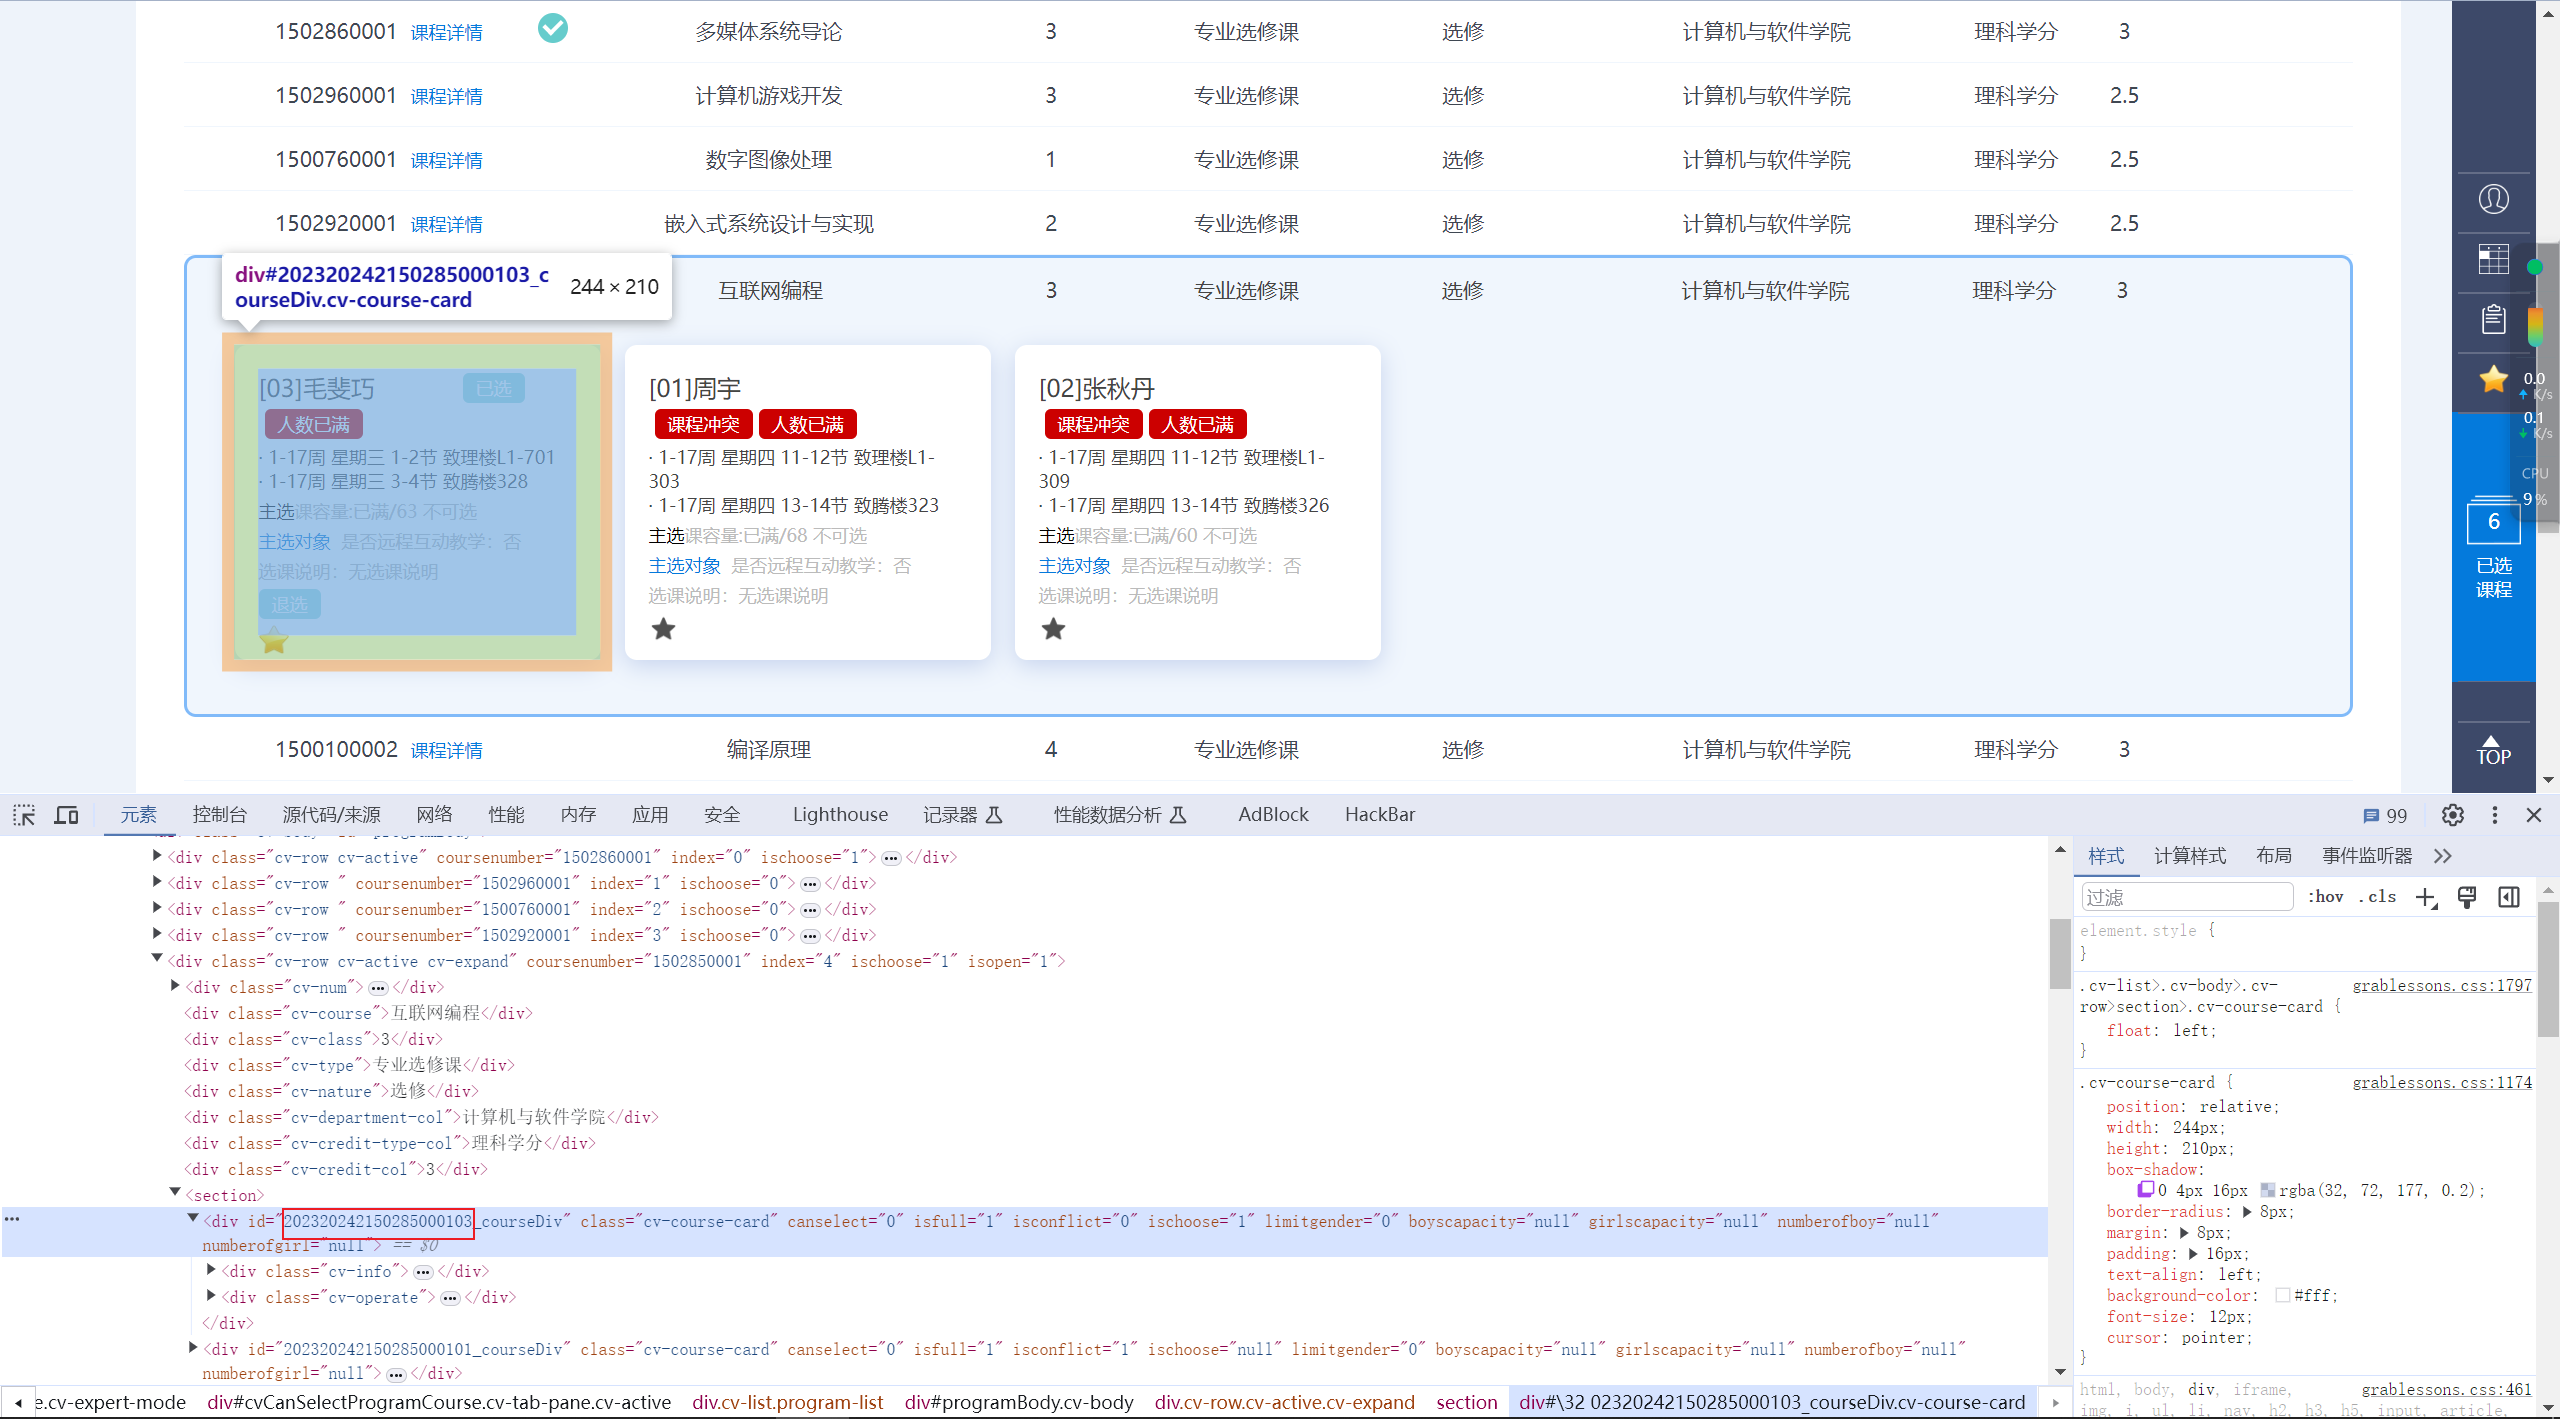 1502860001 课程详情 多媒体系统导论 3 专业选修课 选修 计算机与软件学院 理科学分 3
1502960001 课程详情 计算机游戏开发 3 专业选修课 选修 计算机与软件学院 理科学分 2.5
1500760001 课程详情 数字图像处理 1 专业选修课 选修 计算机与软件学院 理科学分 2.5
1502920001 课程详情 嵌入式系统设计与实现 2 专业选修课 选修 计算机与软件学院 理科学分 2.5
div#202320242150285000103_c
ourseDiv.cv-course-card
244 × 210
互联网编程 3 专业选修课 选修 计算机与软件学院 理科学分 3
[03]毛斐巧 已选
人数已满
· 1-17周 星期三 1-2节 致理楼L1-701
· 1-17周 星期三 3-4节 致腾楼328
主选课容量:已满/63 不可选
主选对象 是否远程互动教学：否
选课说明：无选课说明
退选
[01]周宇
课程冲突 人数已满
· 1-17周 星期四 11-12节 致理楼L1-
303
· 1-17周 星期四 13-14节 致腾楼323
主选课容量:已满/68 不可选
主选对象 是否远程互动教学：否
选课说明：无选课说明
[02]张秋丹
课程冲突 人数已满
· 1-17周 星期四 11-12节 致理楼L1-
309
· 1-17周 星期四 13-14节 致腾楼326
主选课容量:已满/60 不可选
主选对象 是否远程互动教学：否
选课说明：无选课说明
1500100002 课程详情 编译原理 4 专业选修课 选修 计算机与软件学院 理科学分 3
0.0
K/s
0.1
K/s
CPU
9%
6
已选
课程
TOP
元素 控制台 源代码/来源 网络 性能 内存 应用 安全 Lighthouse 记录器 性能数据分析 AdBlock HackBar 99
<div class="cv-row cv-active" coursenumber="1502860001" index="0" ischoose="1">…</div>
<div class="cv-row " coursenumber="1502960001" index="1" ischoose="0">…</div>
<div class="cv-row " coursenumber="1500760001" index="2" ischoose="0">…</div>
<div class="cv-row " coursenumber="1502920001" index="3" ischoose="0">…</div>
<div class="cv-row cv-active cv-expand" coursenumber="1502850001" index="4" ischoose="1" isopen="1">
<div class="cv-num">…</div>
<div class="cv-course">互联网编程</div>
<div class="cv-class">3</div>
<div class="cv-type">专业选修课</div>
<div class="cv-nature">选修</div>
<div class="cv-department-col">计算机与软件学院</div>
<div class="cv-credit-type-col">理科学分</div>
<div class="cv-credit-col">3</div>
<section>
<div id="202320242150285000103_courseDiv" class="cv-course-card" canselect="0" isfull="1" isconflict="0" ischoose="1" limitgender="0" boyscapacity="null" girlscapacity="null" numberofboy="null"
numberofgirl="null"> == $0
<div class="cv-info">…</div>
<div class="cv-operate">…</div>
</div>
<div id="202320242150285000101_courseDiv" class="cv-course-card" canselect="0" isfull="1" isconflict="1" ischoose="null" limitgender="0" boyscapacity="null" girlscapacity="null" numberofboy="null"
numberofgirl="null">…</div>
e.cv-expert-mode div#cvCanSelectProgramCourse.cv-tab-pane.cv-active div.cv-list.program-list div#programBody.cv-body div.cv-row.cv-active.cv-expand section div#\32 02320242150285000103_courseDiv.cv-course-card
样式 计算样式 布局 事件监听器
过滤 :hov .cls
element.style {
}
.cv-list>.cv-body>.cv- grablessons.css:1797
row>section>.cv-course-card {
float: left;
}
.cv-course-card { grablessons.css:1174
position: relative;
width: 244px;
height: 210px;
box-shadow:
0 4px 16px rgba(32, 72, 177, 0.2);
border-radius: 8px;
margin: 8px;
padding: 16px;
text-align: left;
background-color: #fff;
font-size: 12px;
cursor: pointer;
}
html, body, div, iframe, grablessons.css:461
img, i, ul, li, nav, h2, h3, h5, input, article,